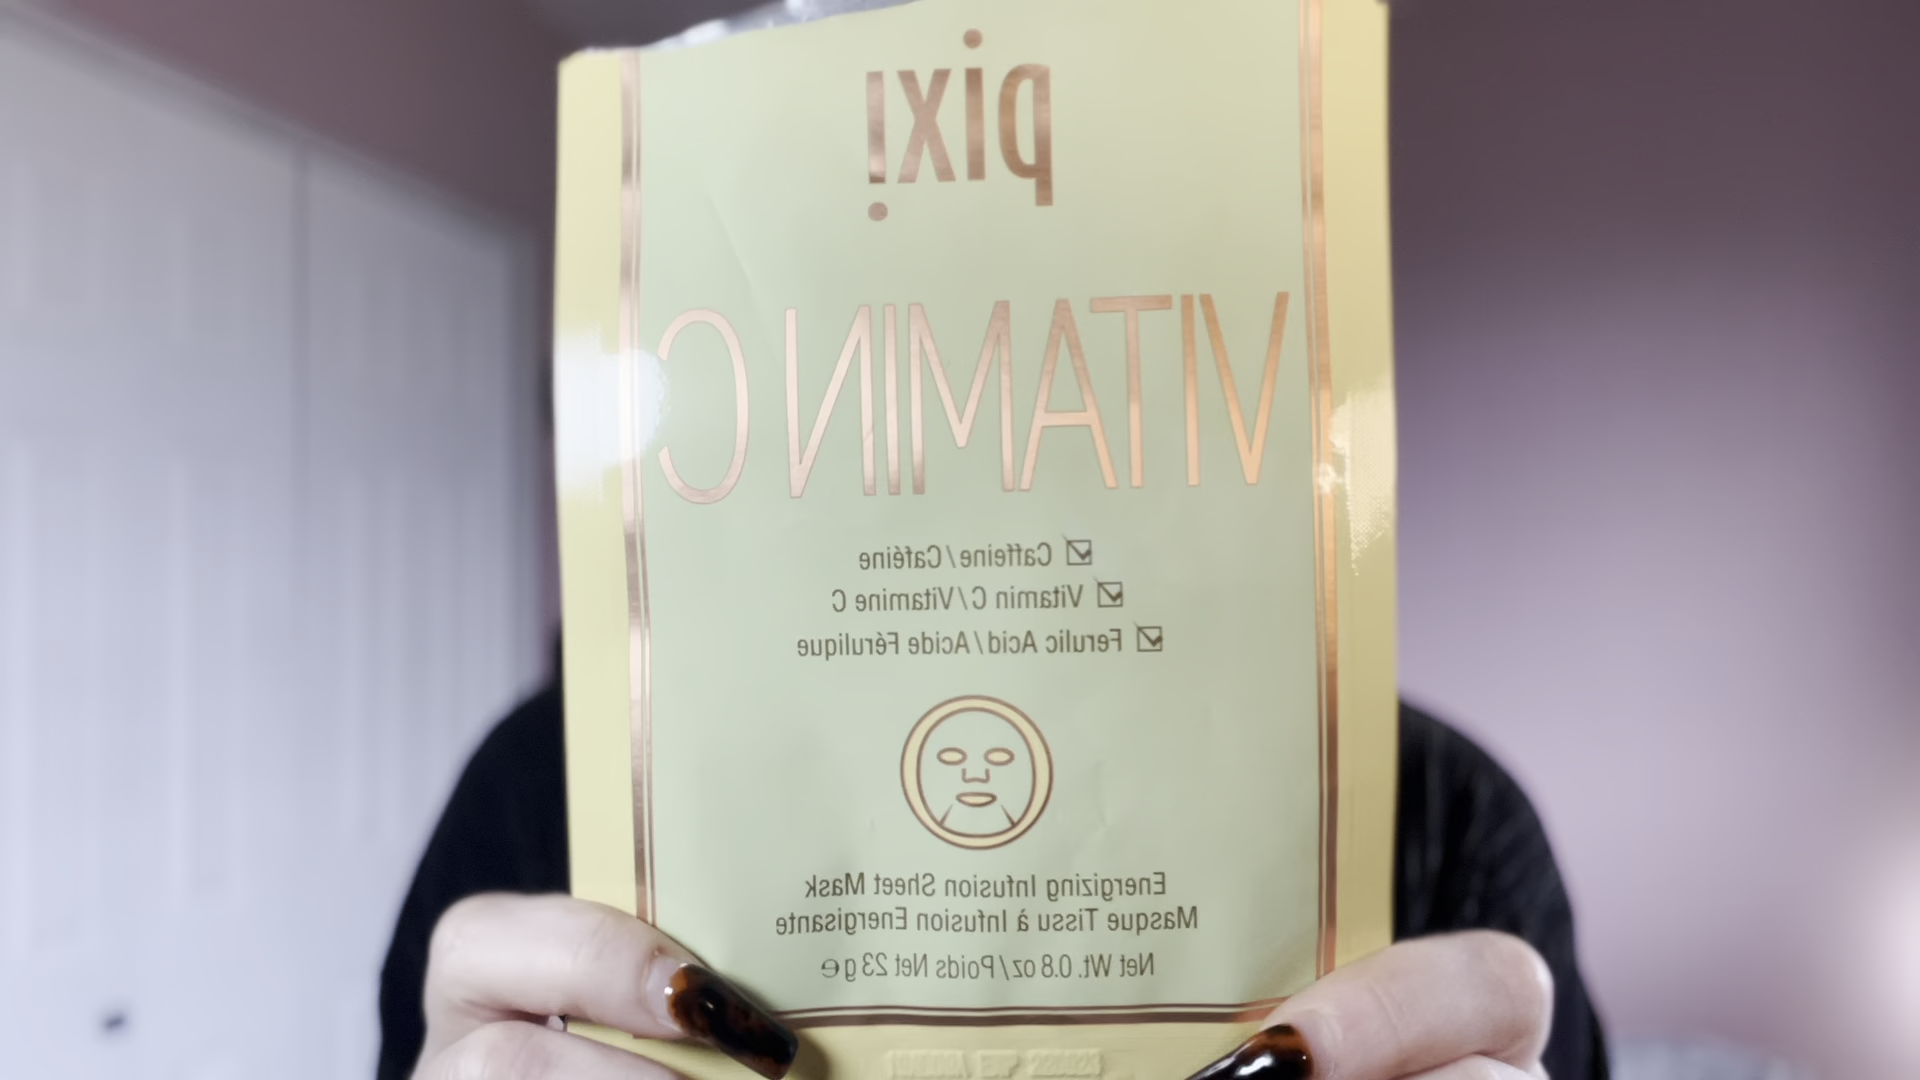 pixi
VITAMIN C
Caffeine/Caféine
Vitamin C/Vitamine C
Ferulic Acid/Acide Férulique
Energizing Infusion Sheet Mask
Masque Tissu à Infusion Energisante
Net Wt. 0.8 oz/Poids Net 23 g ℮